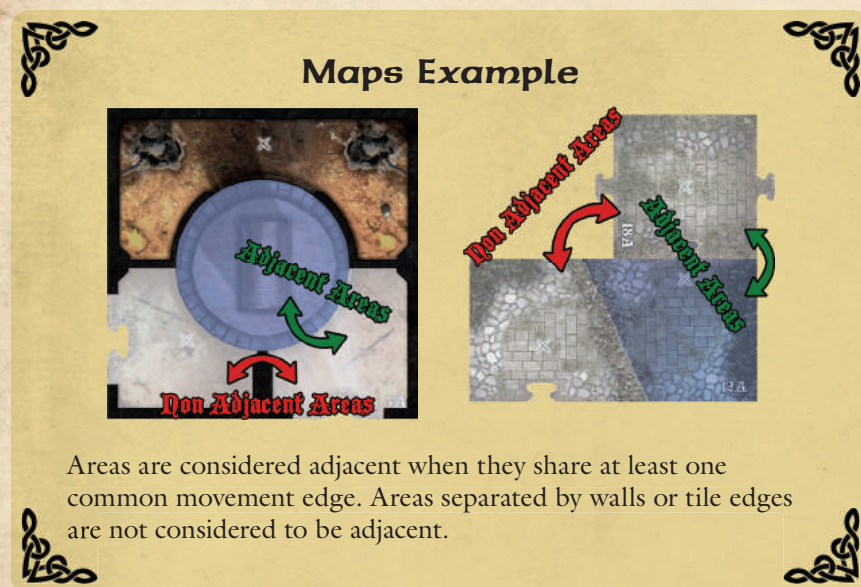 Maps Example
Adjacent Areas
Non Adjacent Areas
Non Adjacent Areas
18A
Adjacent Areas
12A
Areas are considered adjacent when they share at least one
common movement edge. Areas separated by walls or tile edges
are not considered to be adjacent.